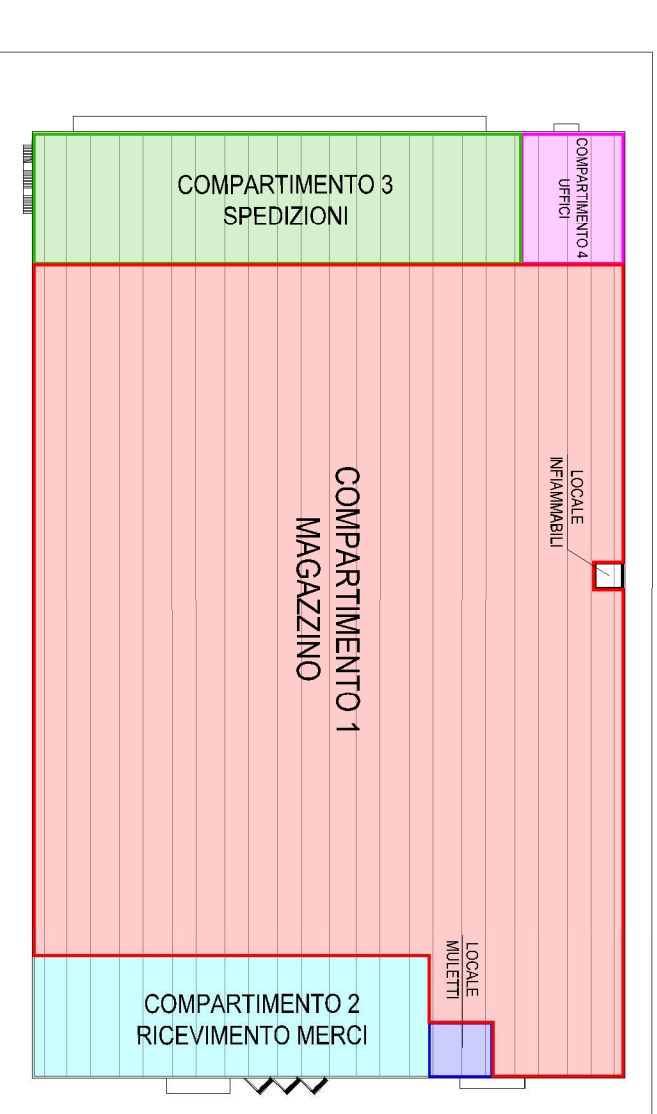 COMPARTIMENTO 3
SPEDIZIONI
COMPARTIMENTO 4
UFFICI
LOCALE
INFIAMMABILI
COMPARTIMENTO 1
MAGAZZINO
LOCALE
MULETTI
COMPARTIMENTO 2
RICEVIMENTO MERCI